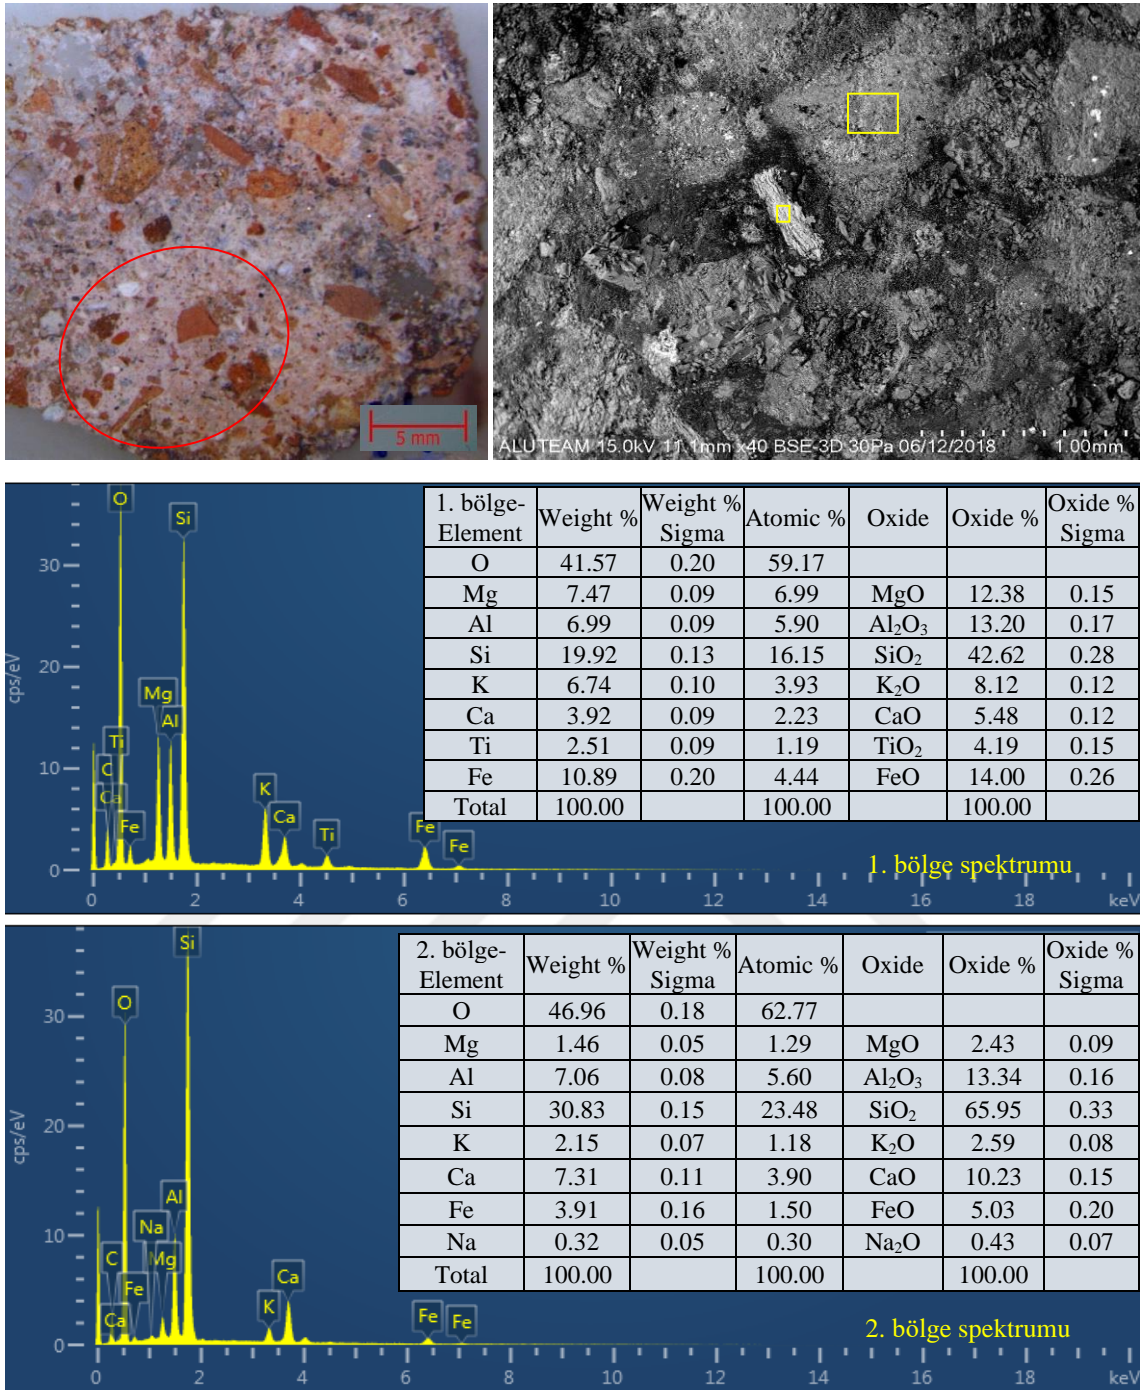 5 mm
ALUTEAM 15.0kV 11.1mm x40 BSE-3D 30Pa 06/12/2018 1.00mm
1. bölge-Element Weight % Weight % Sigma Atomic % Oxide Oxide % Oxide % Sigma
O 41.57 0.20 59.17
Mg 7.47 0.09 6.99 MgO 12.38 0.15
Al 6.99 0.09 5.90 Al₂O₃ 13.20 0.17
Si 19.92 0.13 16.15 SiO₂ 42.62 0.28
K 6.74 0.10 3.93 K₂O 8.12 0.12
Ca 3.92 0.09 2.23 CaO 5.48 0.12
Ti 2.51 0.09 1.19 TiO₂ 4.19 0.15
Fe 10.89 0.20 4.44 FeO 14.00 0.26
Total 100.00 100.00 100.00
cps/eV
30
20
10
0
O
Si
Mg
Al
Ti
C
Ca
Fe
K
Ca
Ti
Fe
Fe
1. bölge spektrumu
0 2 4 6 8 10 12 14 16 18 keV
2. bölge-Element Weight % Weight % Sigma Atomic % Oxide Oxide % Oxide % Sigma
O 46.96 0.18 62.77
Mg 1.46 0.05 1.29 MgO 2.43 0.09
Al 7.06 0.08 5.60 Al₂O₃ 13.34 0.16
Si 30.83 0.15 23.48 SiO₂ 65.95 0.33
K 2.15 0.07 1.18 K₂O 2.59 0.08
Ca 7.31 0.11 3.90 CaO 10.23 0.15
Fe 3.91 0.16 1.50 FeO 5.03 0.20
Na 0.32 0.05 0.30 Na₂O 0.43 0.07
Total 100.00 100.00 100.00
cps/eV
30
20
10
0
Si
O
Al
Na
C
Mg
Fe
Ca
K
Ca
Fe
Fe
2. bölge spektrumu
0 2 4 6 8 10 12 14 16 18 keV